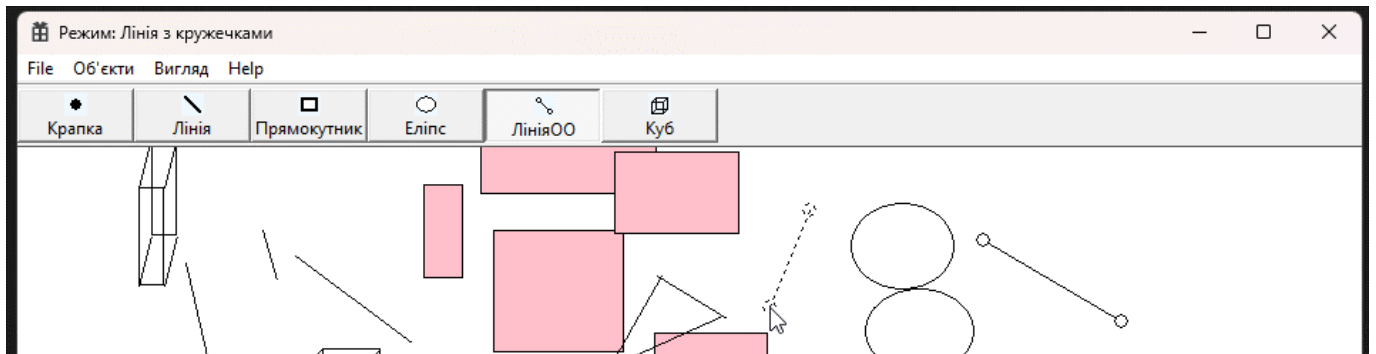 Режим: Лінія з кружечками
File Об'єкти Вигляд Help
Крапка Лінія Прямокутник Еліпс ЛініяОО Куб